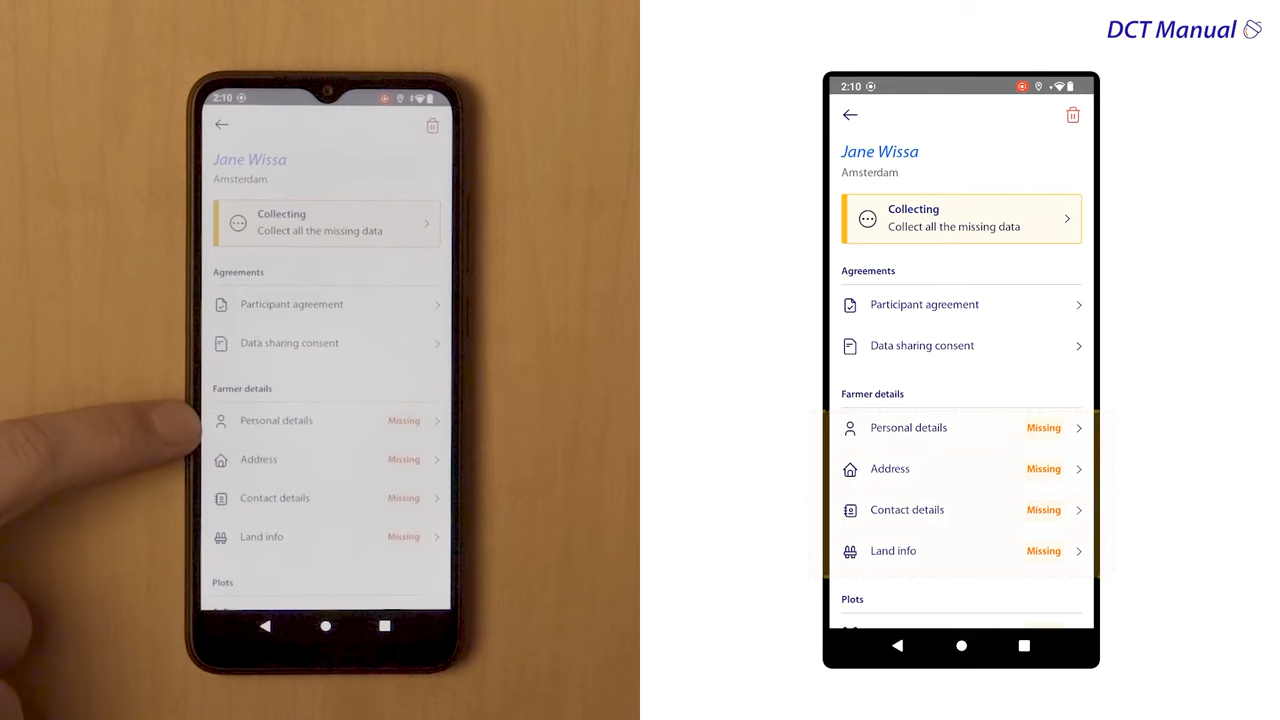 DCT Manual
2:10
Jane Wissa
Amsterdam
Collecting
Collect all the missing data
Agreements
Participant agreement
Data sharing consent
Farmer details
Personal details Missing
Address Missing
Contact details Missing
Land info Missing
Plots
2:10
Jane Wissa
Amsterdam
Collecting
Collect all the missing data
Agreements
Participant agreement
Data sharing consent
Farmer details
Personal details Missing
Address Missing
Contact details Missing
Land info Missing
Plots